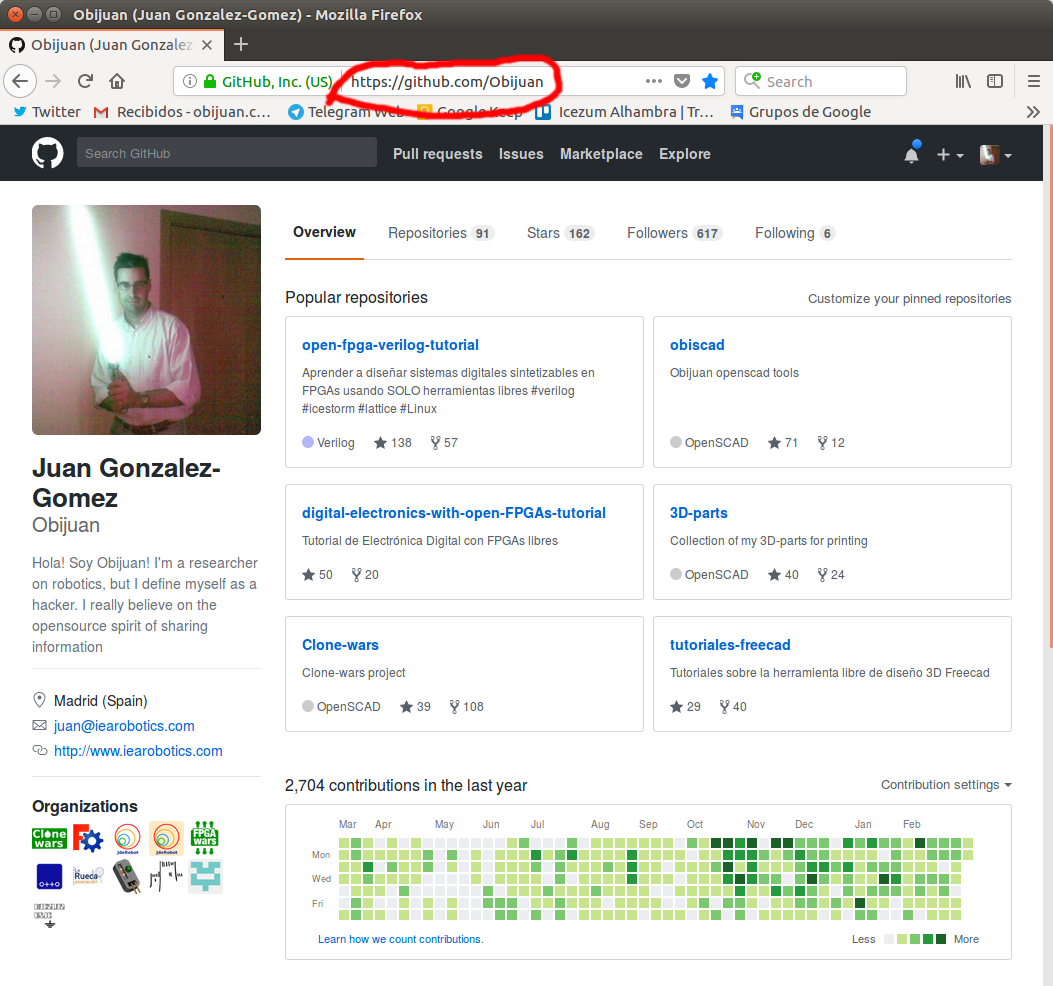 Obijuan (Juan Gonzalez-Gomez) - Mozilla Firefox
Obijuan (Juan Gonzalez-
GitHub, Inc. (US) https://github.com/Obijuan Search
Twitter Recibidos - obijuan.c… Telegram Web Google Keep Icezum Alhambra | Tr… Grupos de Google
Search GitHub Pull requests Issues Marketplace Explore
Overview Repositories 91 Stars 162 Followers 617 Following 6
Popular repositories Customize your pinned repositories
open-fpga-verilog-tutorial
Aprender a diseñar sistemas digitales sintetizables en
FPGAs usando SOLO herramientas libres #verilog
#icestorm #lattice #Linux
Verilog 138 57
obiscad
Obijuan openscad tools
OpenSCAD 71 12
digital-electronics-with-open-FPGAs-tutorial
Tutorial de Electrónica Digital con FPGAs libres
50 20
3D-parts
Collection of my 3D-parts for printing
OpenSCAD 40 24
Clone-wars
Clone-wars project
OpenSCAD 39 108
tutoriales-freecad
Tutoriales sobre la herramienta libre de diseño 3D Freecad
29 40
Juan Gonzalez-
Gomez
Obijuan
Hola! Soy Obijuan! I'm a researcher
on robotics, but I define myself as a
hacker. I really believe on the
opensource spirit of sharing
information
Madrid (Spain)
juan@iearobotics.com
http://www.iearobotics.com
Organizations
Clone
wars
JdeRobot
JdeRobot
FPGA
wars
O++O
Rueca
2,704 contributions in the last year Contribution settings
Mar Apr May Jun Jul Aug Sep Oct Nov Dec Jan Feb
Mon
Wed
Fri
Learn how we count contributions. Less More